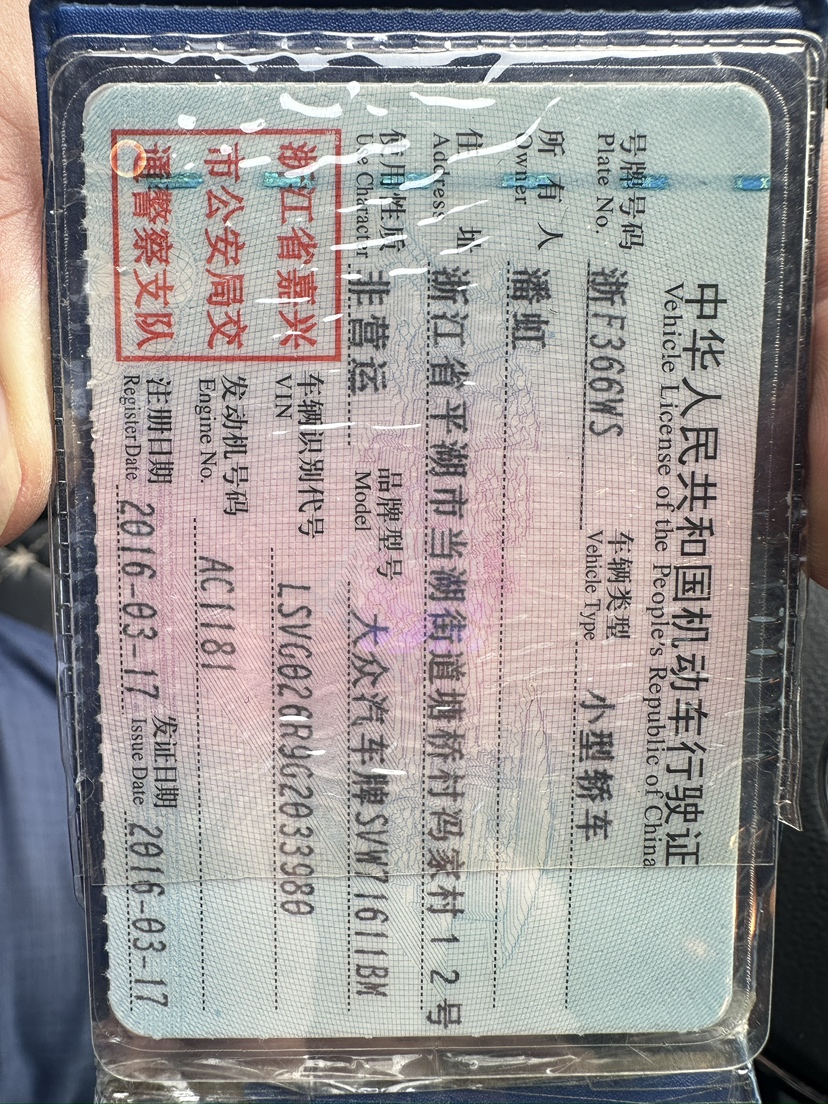 中华人民共和国机动车行驶证
Vehicle License of the People's Republic of China
号牌号码 浙F366WS 车辆类型 小型轿车
Plate No. Vehicle Type
所有人 潘虹
Owner
住址 浙江省平湖市当湖街道塘桥村冯家村12号
Address
使用性质 非营运 品牌型号 大众汽车牌SVW71611BM
Use Character Model
浙江省嘉兴
市公安局交
通警察支队
车辆识别代号 LSVG026R9G2033980
VIN
发动机号码 AC1181
Engine No.
注册日期 2016-03-17 发证日期 2016-03-17
Register Date Issue Date